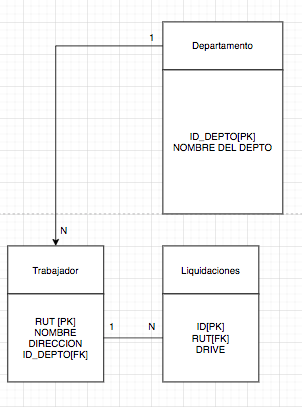 Departamento
1
ID_DEPTO[PK]
NOMBRE DEL DEPTO
N
Trabajador
Liquidaciones
RUT [PK]
NOMBRE
DIRECCION
ID_DEPTO[FK]
1
N
ID[PK]
RUT[FK]
DRIVE